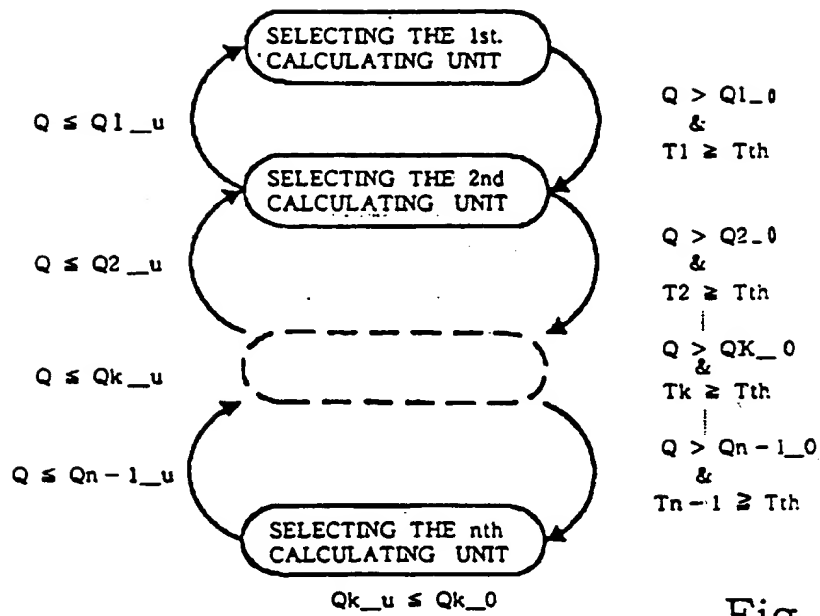 SELECTING THE 1st.
CALCULATING UNIT
Q ≤ Q1_u
Q > Q1_0
&
T1 ≧ Tth
SELECTING THE 2nd
CALCULATING UNIT
Q ≤ Q2_u
Q > Q2_0
&
T2 ≧ Tth
Q ≤ Qk_u
Q > QK_0
&
Tk ≧ Tth
Q ≤ Qn-1_u
Q > Qn-1_0
&
Tn-1 ≧ Tth
SELECTING THE nth
CALCULATING UNIT
Qk_u ≤ Qk_0
Fig